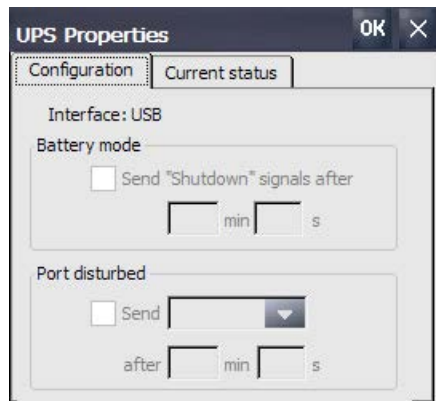 UPS Properties OK ×
Configuration Current status
Interface: USB
Battery mode
Send "Shutdown" signals after
min s
Port disturbed
Send
after min s